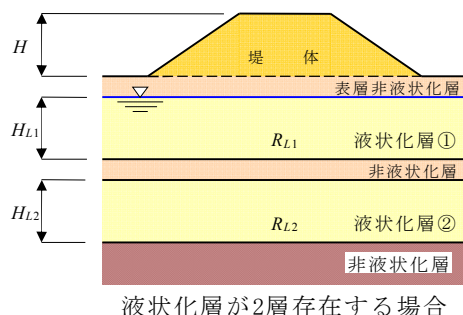 H
堤 体
表層非液状化層
HL1
RL1 液状化層①
非液状化層
HL2
RL2 液状化層②
非液状化層
液状化層が2層存在する場合